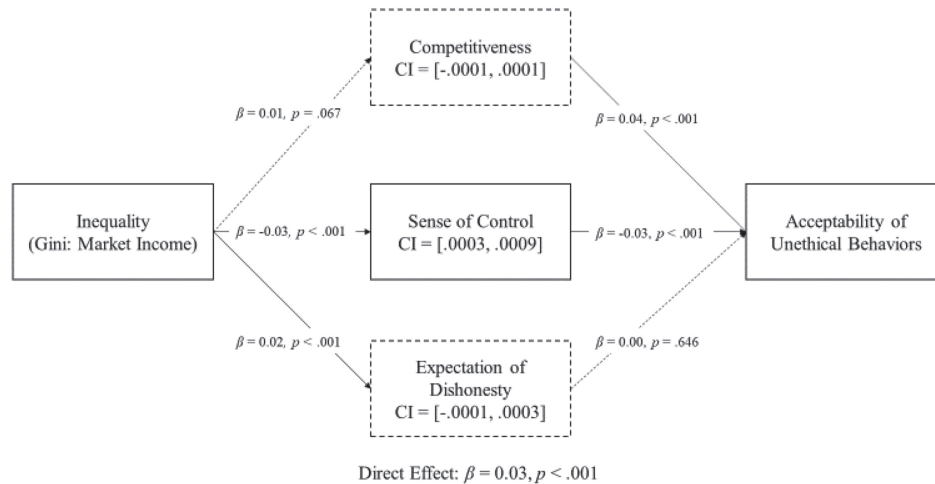 Competitiveness
CI = [-.0001, .0001]
β = 0.01, p = .067
β = 0.04, p < .001
Inequality
(Gini: Market Income)
β = -0.03, p < .001
Sense of Control
CI = [.0003, .0009]
β = -0.03, p < .001
Acceptability of
Unethical Behaviors
β = 0.02, p < .001
β = 0.00, p = .646
Expectation of
Dishonesty
CI = [-.0001, .0003]
Direct Effect: β = 0.03, p < .001